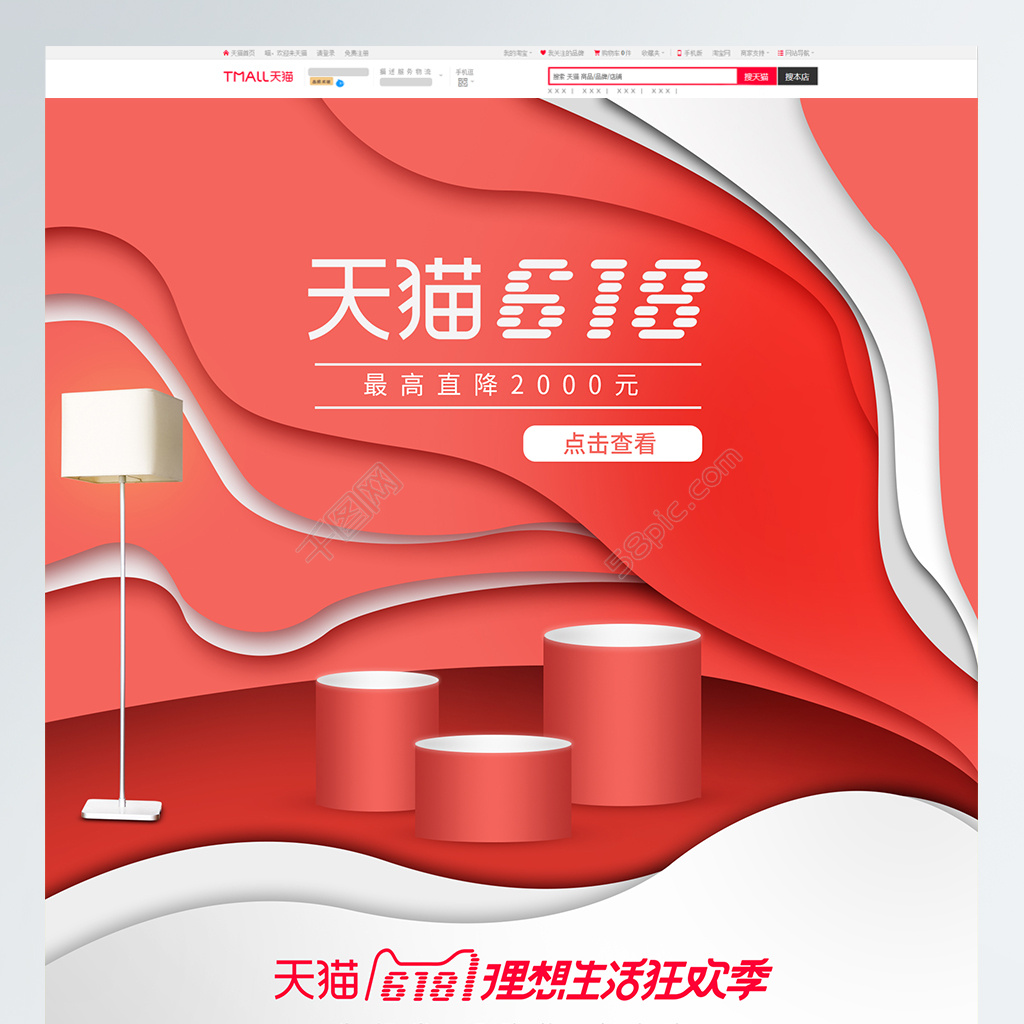 天猫首页 喵,欢迎来天猫 请登录 免费注册 我的淘宝 我关注的品牌 购物车0件 收藏夹 手机版 淘宝网 商家支持 网站导航
TMALL天猫 描述服务物流 手机逛 搜索 天猫 商品/品牌/店铺 搜天猫 搜本店
品质求观
XXX | XXX | XXX | XXX |
天猫618
最高直降2000元
点击查看
千图网
58pic.com
天猫 618 理想生活狂欢季